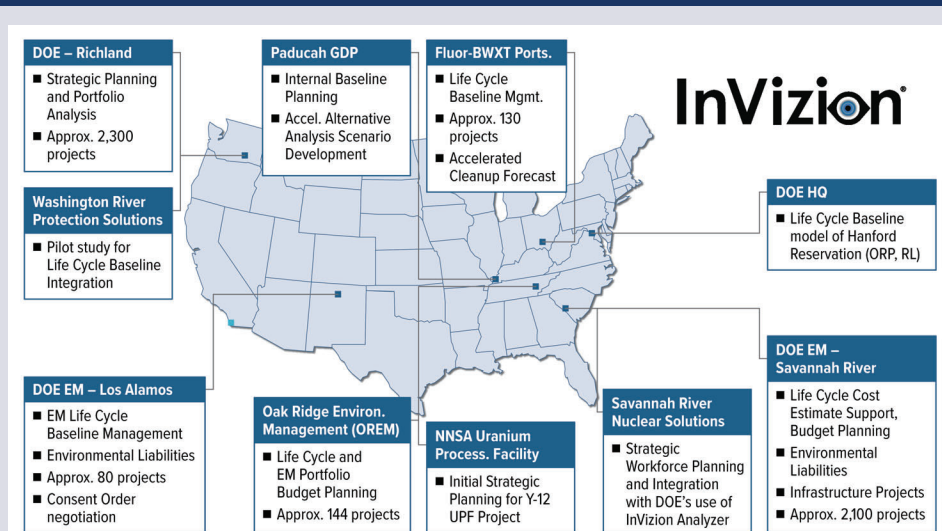 DOE – Richland
■ Strategic Planning
and Portfolio
Analysis
■ Approx. 2,300
projects
Washington River
Protection Solutions
■ Pilot study for
Life Cycle Baseline
Integration
Paducah GDP
■ Internal Baseline
Planning
■ Accel. Alternative
Analysis Scenario
Development
Fluor-BWXT Ports.
■ Life Cycle
Baseline Mgmt.
■ Approx. 130
projects
■ Accelerated
Cleanup Forecast
InVizion®
DOE HQ
■ Life Cycle Baseline
model of Hanford
Reservation (ORP, RL)
DOE EM – Los Alamos
■ EM Life Cycle
Baseline Management
■ Environmental Liabilities
■ Approx. 80 projects
■ Consent Order
negotiation
Oak Ridge Environ.
Management (OREM)
■ Life Cycle and
EM Portfolio
Budget Planning
■ Approx. 144 projects
NNSA Uranium
Process. Facility
■ Initial Strategic
Planning for Y-12
UPF Project
Savannah River
Nuclear Solutions
■ Strategic
Workforce Planning
and Integration
with DOE's use of
InVizion Analyzer
DOE EM –
Savannah River
■ Life Cycle Cost
Estimate Support,
Budget Planning
■ Environmental
Liabilities
■ Infrastructure Projects
■ Approx. 2,100 projects